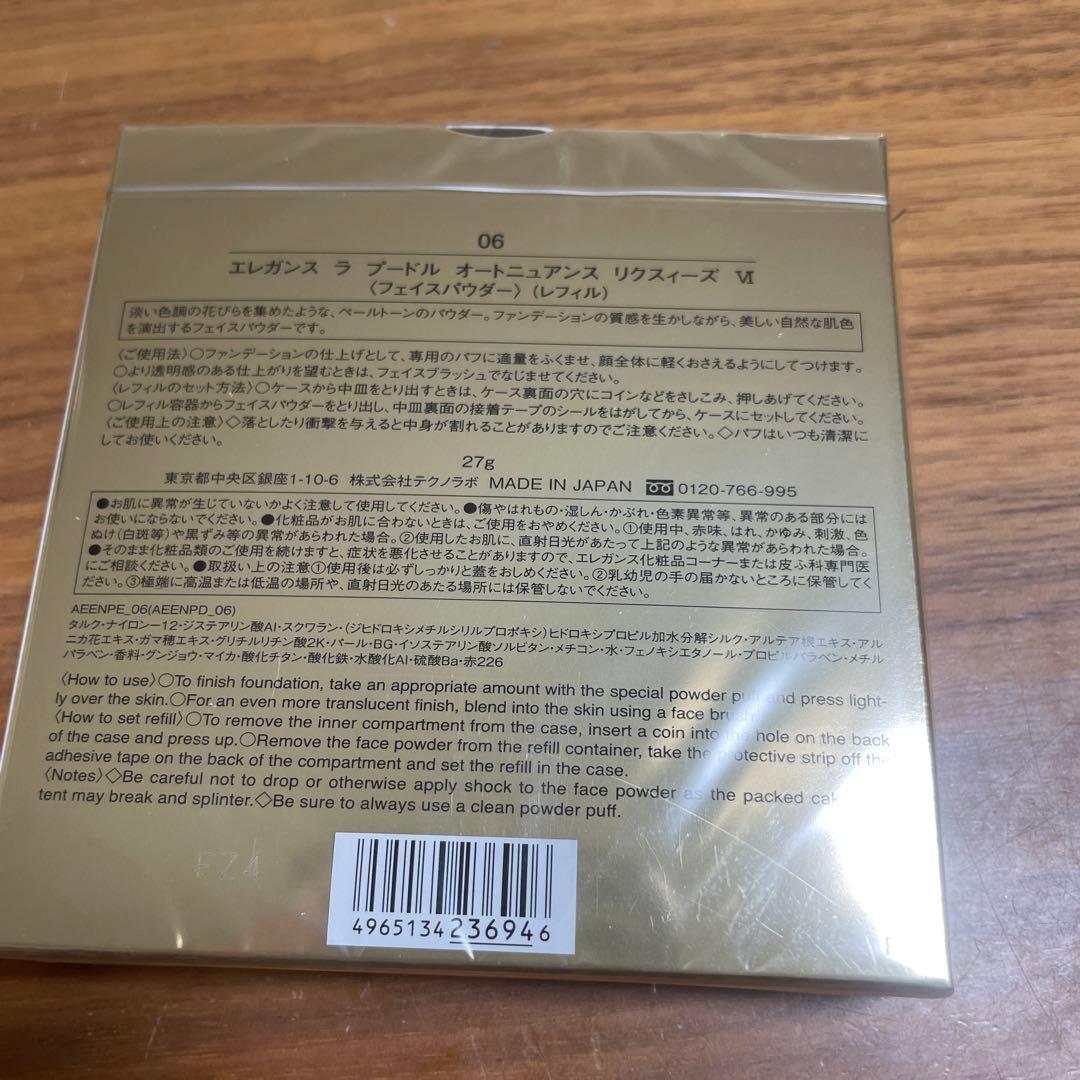 06
エレガンス ラ プードル オートニュアンス リクスィーズ Ⅵ
〈フェイスパウダー〉(レフィル)
淡い色調の花びらを集めたような、ペールトーンのパウダー。ファンデーションの質感を生かしながら、美しい自然な肌色
を演出するフェイスパウダーです。
〈ご使用法〉○ファンデーションの仕上げとして、専用のパフに適量をふくませ、顔全体に軽くおさえるようにしてつけます。
○より透明感のある仕上がりを望むときは、フェイスブラッシュでなじませてください。
〈レフィルのセット方法〉○ケースから中皿をとり出すときは、ケース裏面の穴にコインなどをさしこみ、押しあげてください。
○レフィル容器からフェイスパウダーをとり出し、中皿裏面の接着テープのシールをはがしてから、ケースにセットしてください。
〈ご使用上の注意〉◇落としたり衝撃を与えると中身が割れることがありますのでご注意ください。◇パフはいつも清潔に
してお使いください。
27g
東京都中央区銀座1-10-6 株式会社テクノラボ MADE IN JAPAN 0120-766-995
●お肌に異常が生じていないかよく注意して使用してください。●傷やはれもの・湿しん・かぶれ・色素異常等、異常のある部分には
お使いにならないでください。●化粧品がお肌に合わないときは、ご使用をおやめください。①使用中、赤味、はれ、かゆみ、刺激、色
ぬけ(白斑等)や黒ずみ等の異常があらわれた場合。②使用したお肌に、直射日光があたって上記のような異常があらわれた場合。
●そのまま化粧品類のご使用を続けますと、症状を悪化させることがありますので、エレガンス化粧品コーナーまたは皮ふ科専門医
にご相談ください。●取扱い上の注意①使用後は必ずしっかりと蓋をおしめください。②乳幼児の手の届かないところに保管してく
ださい。③極端に高温または低温の場所や、直射日光のあたる場所には保管しないでください。
AEENPE_06(AEENPD_06)
タルク・ナイロン-12・ジステアリン酸Al・スクワラン・(ジヒドロキシメチルシリルプロポキシ)ヒドロキシプロピル加水分解シルク・アルテア根エキス・アル
ニカ花エキス・ガマ穂エキス・グリチルリチン酸2K・パール・BG・イソステアリン酸ソルビタン・メチコン・水・フェノキシエタノール・プロピルパラベン・メチル
パラベン・香料・グンジョウ・マイカ・酸化チタン・酸化鉄・水酸化Al・硫酸Ba・赤226
〈How to use〉○To finish foundation, take an appropriate amount with the special powder puff and press light-
ly over the skin.○For an even more translucent finish, blend into the skin using a face brush.
〈How to set refill〉○To remove the inner compartment from the case, insert a coin into the hole on the back
of the case and press up.○Remove the face powder from the refill container, take the protective strip off the
adhesive tape on the back of the compartment and set the refill in the case.
〈Notes〉◇Be careful not to drop or otherwise apply shock to the face powder as the packed
tent may break and splinter.◇Be sure to always use a clean powder puff.
FZ4
4965134236946